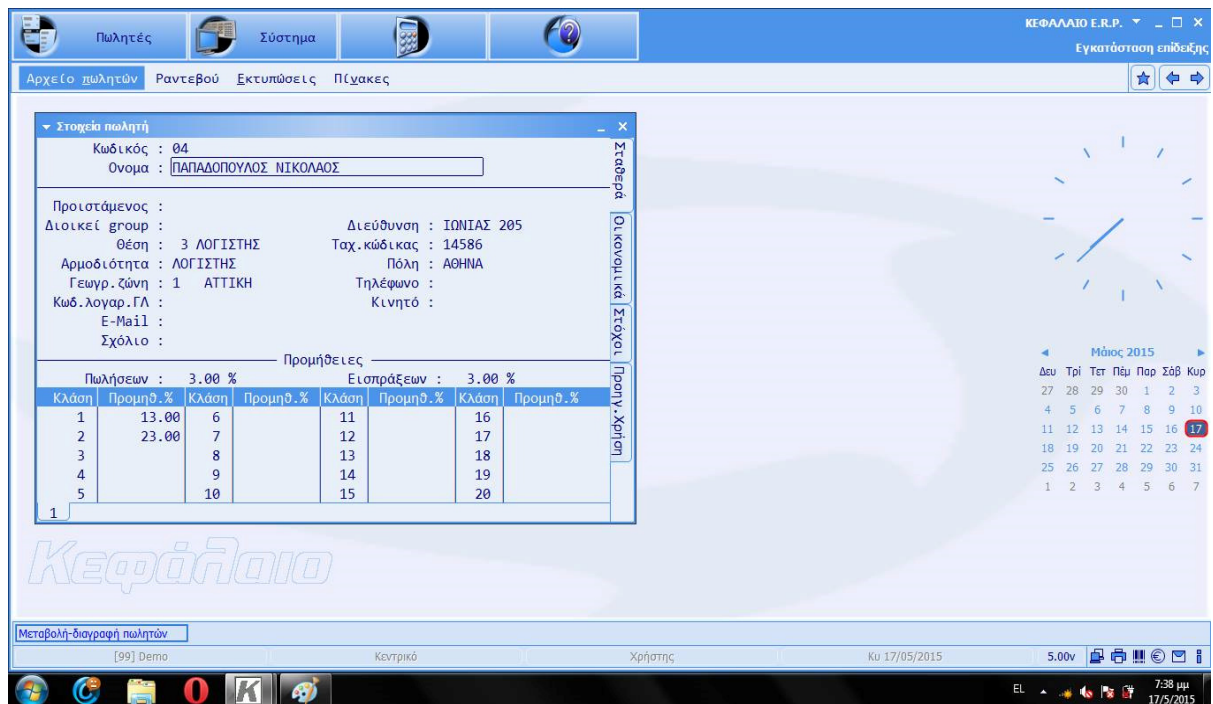 Πωλητές
Σύστημα
ΚΕΦΑΛΑΙΟ E.R.P.
Εγκατάσταση επίδειξης
Αρχείο πωλητών Ραντεβού Εκτυπώσεις Πίνακες
Στοιχεία πωλητή
Κωδικός : 04
Ονομα : ΠΑΠΑΔΟΠΟΥΛΟΣ ΝΙΚΟΛΑΟΣ
Προιστάμενος :
Διοικεί group : Διεύθυνση : ΙΩΝΙΑΣ 205
Θέση : 3 ΛΟΓΙΣΤΗΣ Ταχ.κώδικας : 14586
Αρμοδιότητα : ΛΟΓΙΣΤΗΣ Πόλη : ΑΘΗΝΑ
Γεωγρ.ζώνη : 1 ΑΤΤΙΚΗ Τηλέφωνο :
Κωδ.λογαρ.ΓΛ : Κινητό :
E-Mail :
Σχόλιο :
Προμήθειες
Πωλήσεων : 3.00 % Εισπράξεων : 3.00 %
Κλάση Προμηθ.% Κλάση Προμηθ.% Κλάση Προμηθ.% Κλάση Προμηθ.%
1 13.00 6 11 16
2 23.00 7 12 17
3 8 13 18
4 9 14 19
5 10 15 20
1
Σταθερά
Οικονομικά
Στόχοι
Προηγ.Χρήση
Μάιος 2015
Δευ Τρί Τετ Πέμ Παρ Σάβ Κυρ
27 28 29 30 1 2 3
4 5 6 7 8 9 10
11 12 13 14 15 16 17
18 19 20 21 22 23 24
25 26 27 28 29 30 31
1 2 3 4 5 6 7
Κεφάλαιο
Μεταβολή-διαγραφή πωλητών
[99] Demo Κεντρικό Χρήστης Κυ 17/05/2015 5.00v
EL
7:38 μμ
17/5/2015